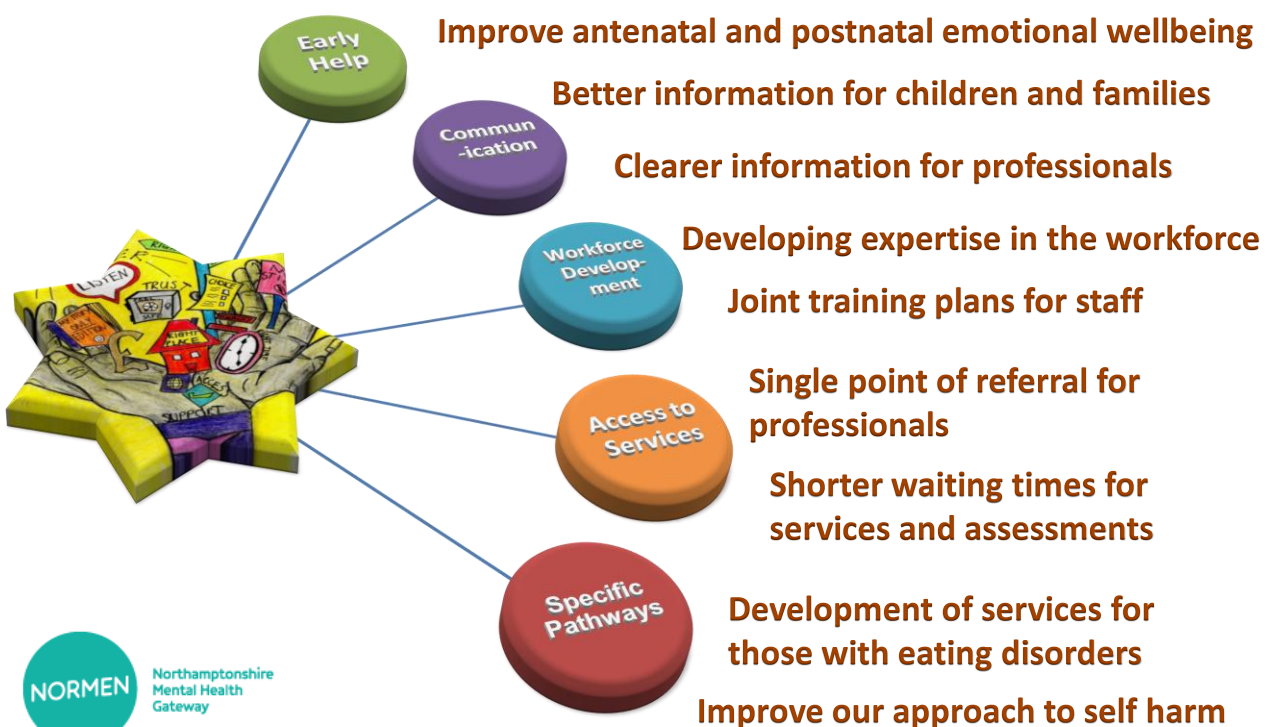 Early
Help
Improve antenatal and postnatal emotional wellbeing
Commun
-ication
Better information for children and families
Clearer information for professionals
Workforce
Develop-
ment
Developing expertise in the workforce
Joint training plans for staff
Access to
Services
Single point of referral for
professionals
Shorter waiting times for
services and assessments
Specific
Pathways
Development of services for
those with eating disorders
Improve our approach to self harm
LISTEN
TRUST
SUPPORT
NORMEN
Northamptonshire
Mental Health
Gateway